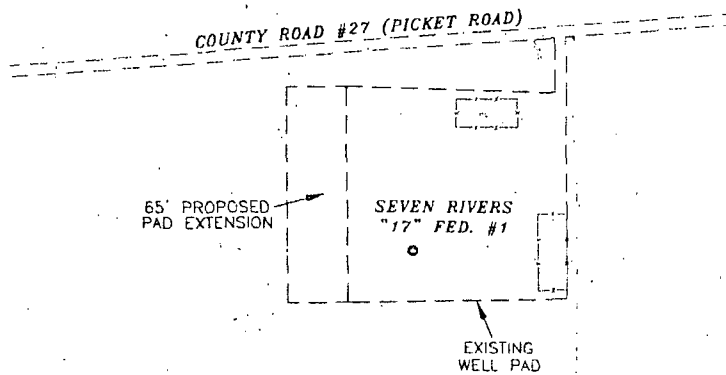 COUNTY ROAD #27 (PICKET ROAD)
65' PROPOSED
PAD EXTENSION
SEVEN RIVERS
"17" FED. #1
EXISTING
WELL PAD